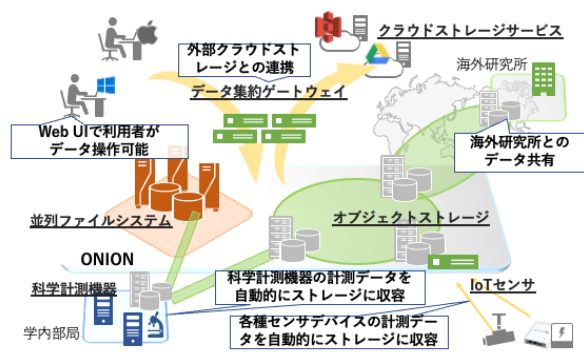 クラウドストレージサービス
外部クラウドスト
レージとの連携
海外研究所
データ集約ゲートウェイ
Web UIで利用者が
データ操作可能
海外研究所との
データ共有
並列ファイルシステム
オブジェクトストレージ
ONION
科学計測機器
科学計測機器の計測データを
自動的にストレージに収容
IoTセンサ
学内部局
各種センサデバイスの計測デー
タを自動的にストレージに収容